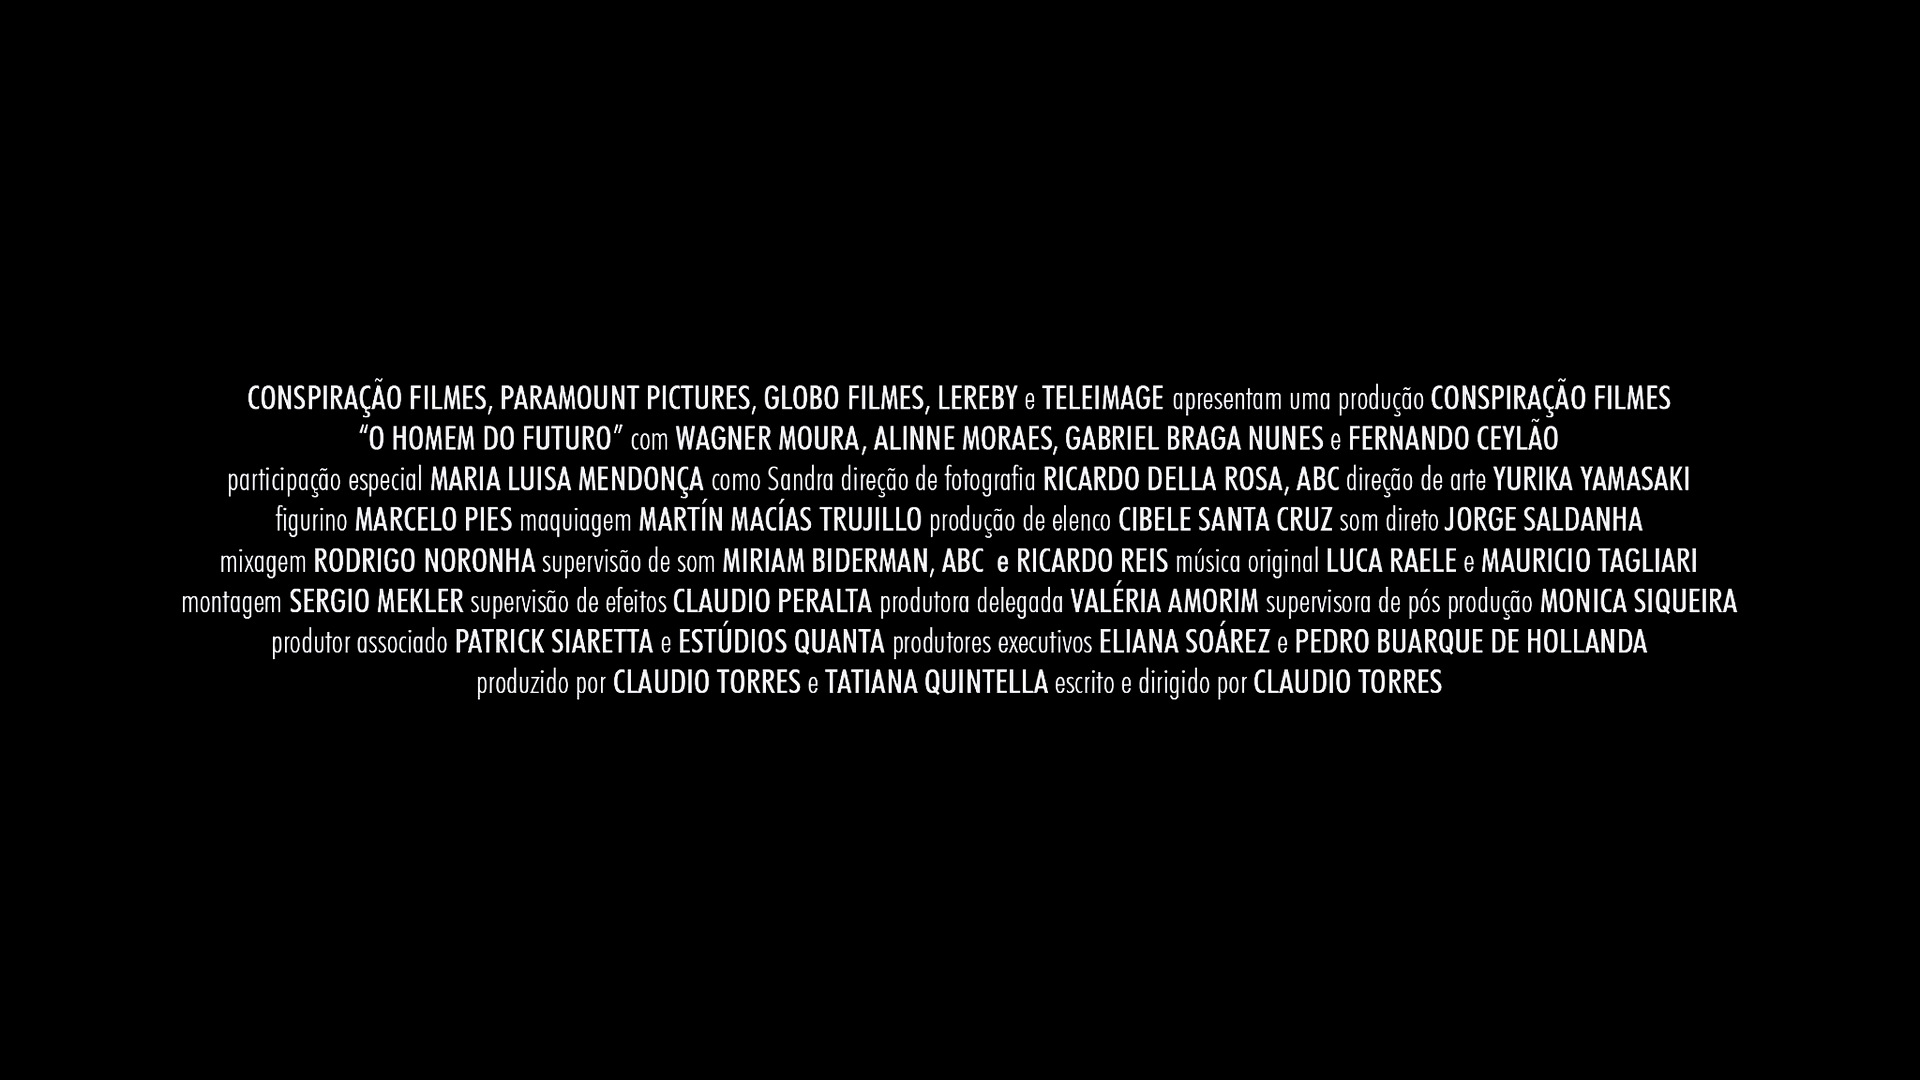 CONSPIRAÇÃO FILMES, PARAMOUNT PICTURES, GLOBO FILMES, LEREBY e TELEIMAGE apresentam uma produção CONSPIRAÇÃO FILMES
“O HOMEM DO FUTURO” com WAGNER MOURA, ALINNE MORAES, GABRIEL BRAGA NUNES e FERNANDO CEYLÃO
participação especial MARIA LUISA MENDONÇA como Sandra direção de fotografia RICARDO DELLA ROSA, ABC direção de arte YURIKA YAMASAKI
figurino MARCELO PIES maquiagem MARTÍN MACÍAS TRUJILLO produção de elenco CIBELE SANTA CRUZ som direto JORGE SALDANHA
mixagem RODRIGO NORONHA supervisão de som MIRIAM BIDERMAN, ABC e RICARDO REIS música original LUCA RAELE e MAURICIO TAGLIARI
montagem SERGIO MEKLER supervisão de efeitos CLAUDIO PERALTA produtora delegada VALÉRIA AMORIM supervisora de pós produção MONICA SIQUEIRA
produtor associado PATRICK SIARETTA e ESTÚDIOS QUANTA produtores executivos ELIANA SOÁREZ e PEDRO BUARQUE DE HOLLANDA
produzido por CLAUDIO TORRES e TATIANA QUINTELLA escrito e dirigido por CLAUDIO TORRES